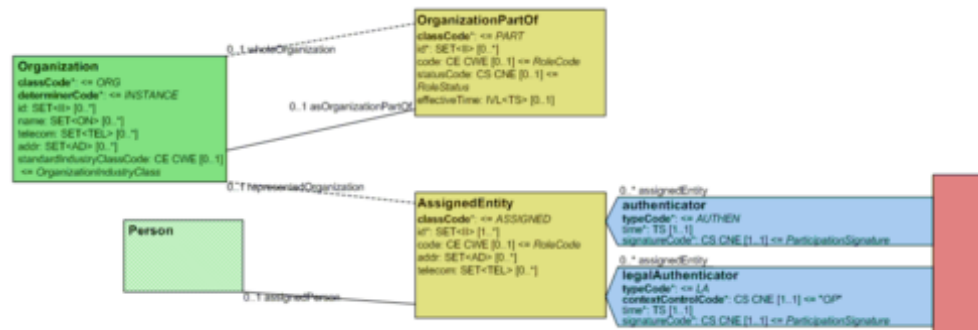 OrganizationPartOf
classCode*: <= PART
id*: SET<II> [0..*]
code: CE CWE [0..1] <= RoleCode
statusCode: CS CNE [0..1] <=
RoleStatus
effectiveTime: IVL<TS> [0..1]
0..1 wholeOrganization
Organization
classCode*: <= ORG
determinerCode*: <= INSTANCE
id: SET<II> [0..*]
name: SET<ON> [0..*]
telecom: SET<TEL> [0..*]
addr: SET<AD> [0..*]
standardIndustryClassCode: CE CWE [0..1]
<= OrganizationIndustryClass
0..1 asOrganizationPartOf
0..1 representedOrganization
AssignedEntity
classCode*: <= ASSIGNED
id*: SET<II> [1..*]
code: CE CWE [0..1] <= RoleCode
addr: SET<AD> [0..*]
telecom: SET<TEL> [0..*]
0..* assignedEntity
authenticator
typeCode*: <= AUTHEN
time*: TS [1..1]
signatureCode*: CS CNE [1..1] <= ParticipationSignature
Person
0..1 assignedPerson
0..* assignedEntity
legalAuthenticator
typeCode*: <= LA
contextControlCode*: CS CNE [1..1] <= "OP"
time*: TS [1..1]
signatureCode*: CS CNE [1..1] <= ParticipationSignature